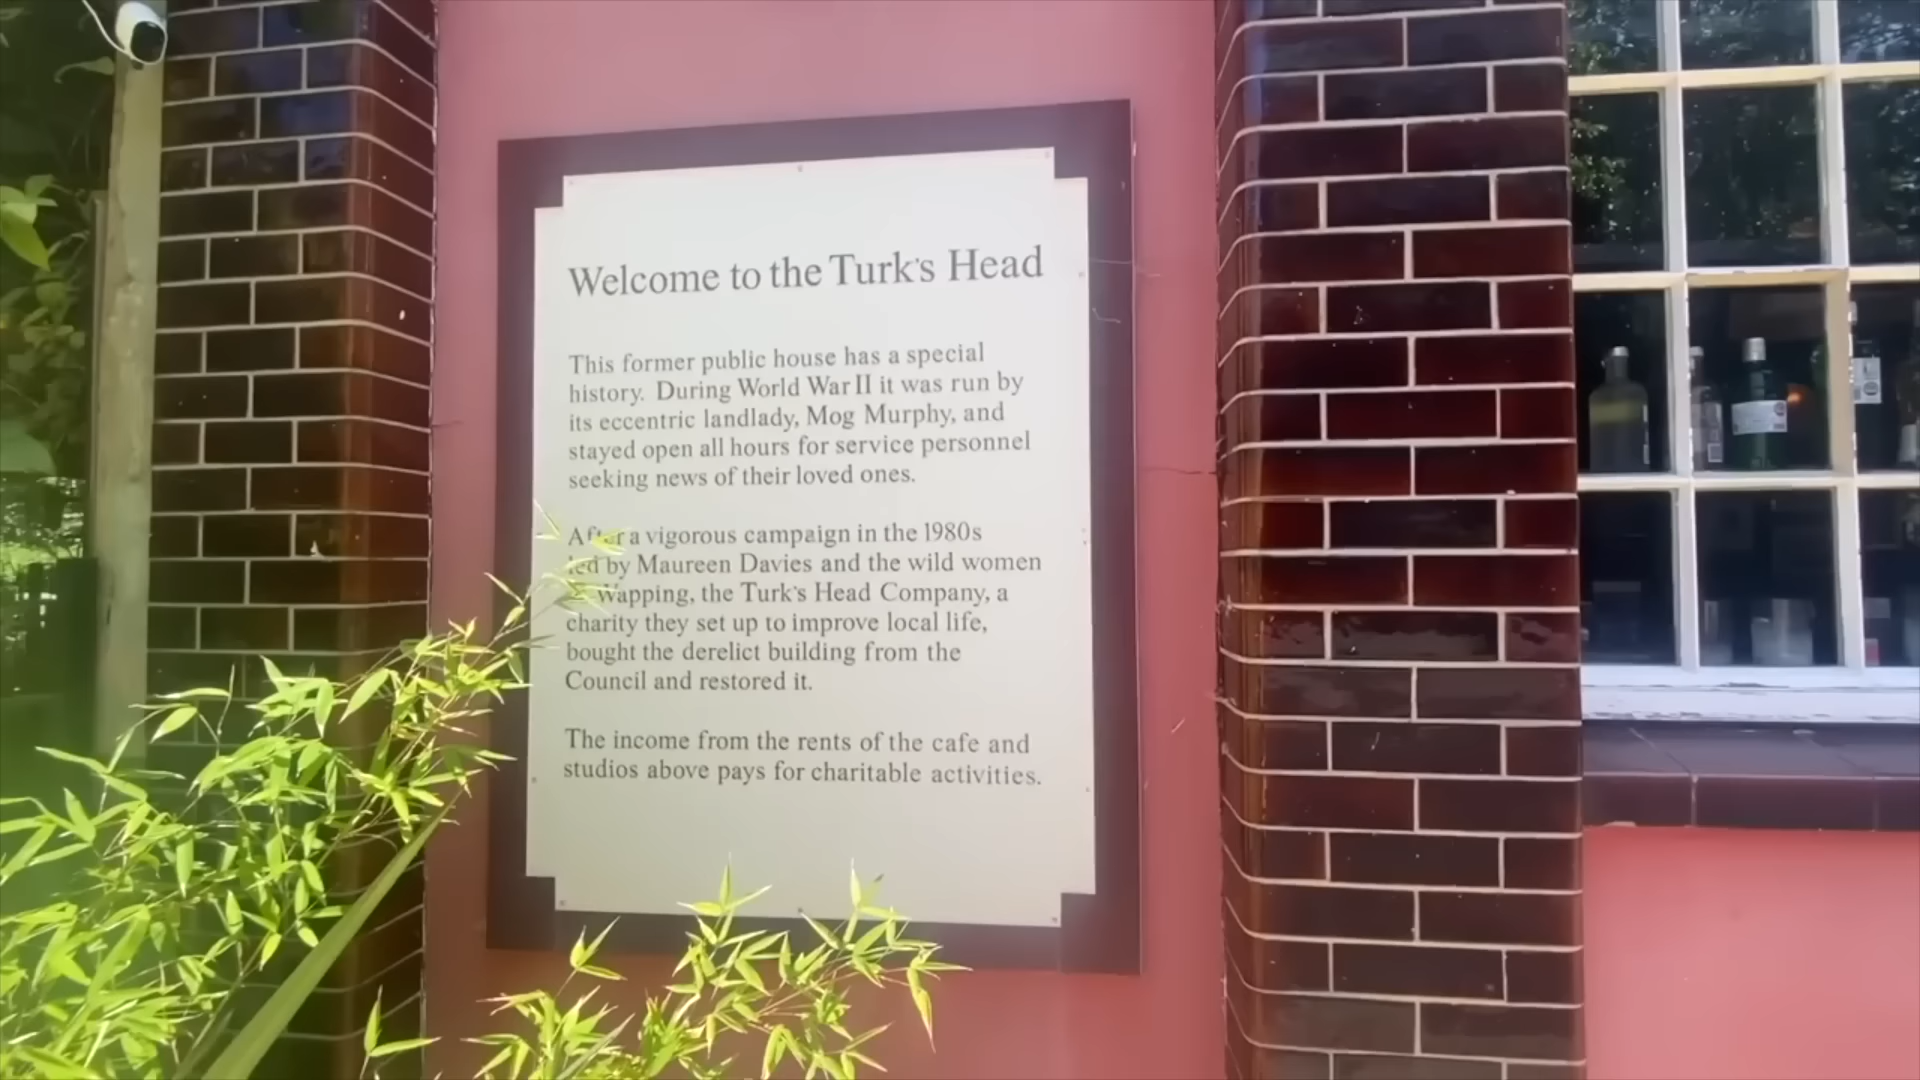 Welcome to the Turk's Head
This former public house has a special
history. During World War II it was run by
its eccentric landlady, Mog Murphy, and
stayed open all hours for service personnel
seeking news of their loved ones.
After a vigorous campaign in the 1980s
led by Maureen Davies and the wild women
Wapping, the Turk's Head Company, a
charity they set up to improve local life,
bought the derelict building from the
Council and restored it.
The income from the rents of the cafe and
studios above pays for charitable activities.